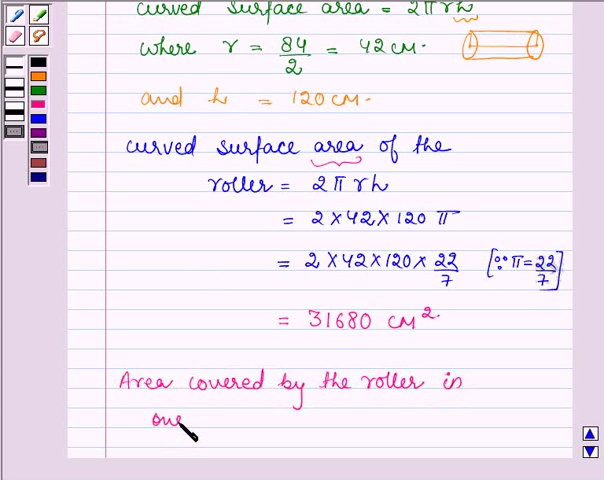 curved surface area = 2πrh
where r = 84/2 = 42 cm.
and h = 120 cm.
curved surface area of the
roller = 2πrh
= 2 × 42 × 120 π
= 2 × 42 × 120 × 22/7 [∵ π = 22/7]
= 31680 cm²
Area covered by the roller in
one